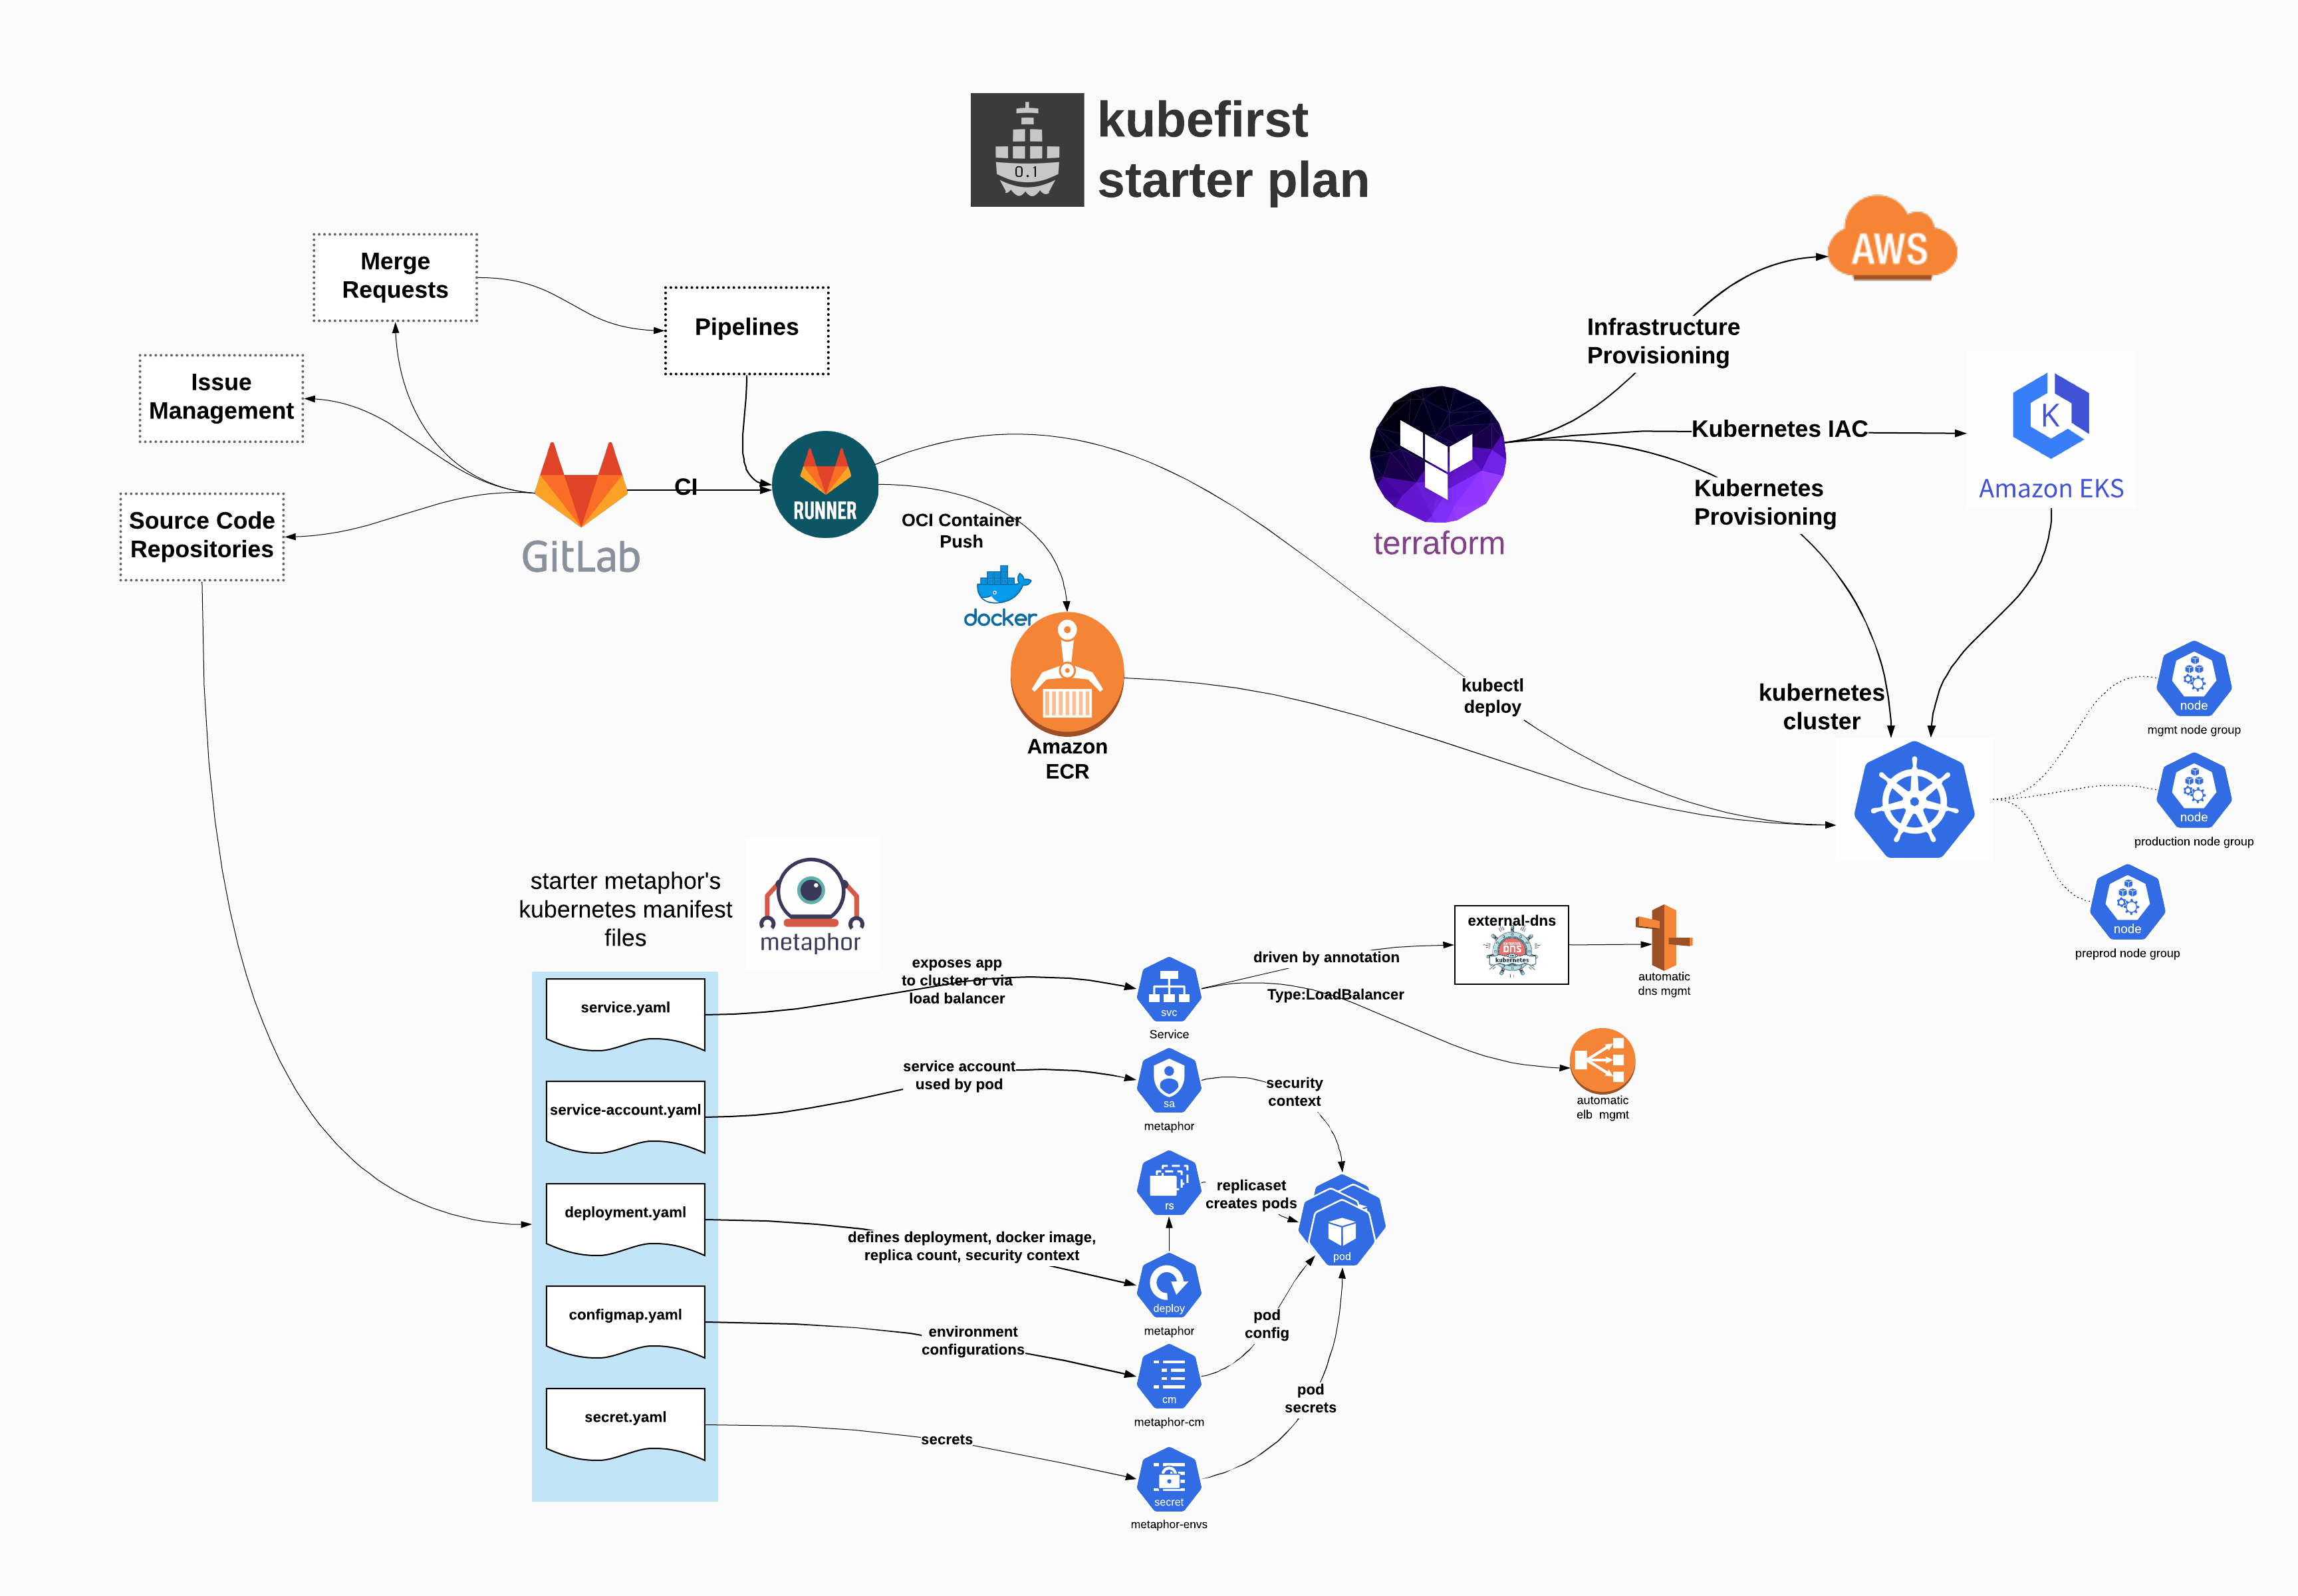 0.1
kubefirst
starter plan
Merge
Requests
Issue
Management
Source Code
Repositories
Pipelines
GitLab
CI
RUNNER
OCI Container
Push
docker
Amazon
ECR
terraform
Infrastructure
Provisioning
Kubernetes IAC
Kubernetes
Provisioning
AWS
K
Amazon EKS
kubectl
deploy
kubernetes
cluster
node
mgmt node group
node
production node group
node
preprod node group
starter metaphor's
kubernetes manifest
files
metaphor
service.yaml
service-account.yaml
deployment.yaml
configmap.yaml
secret.yaml
exposes app
to cluster or via
load balancer
service account
used by pod
defines deployment, docker image,
replica count, security context
environment
configurations
secrets
svc
Service
sa
metaphor
rs
deploy
metaphor
cm
metaphor-cm
secret
metaphor-envs
driven by annotation
Type:LoadBalancer
external-dns
DNS
kubernetes
automatic
dns mgmt
automatic
elb mgmt
security
context
replicaset
creates pods
pod
pod
config
pod
secrets